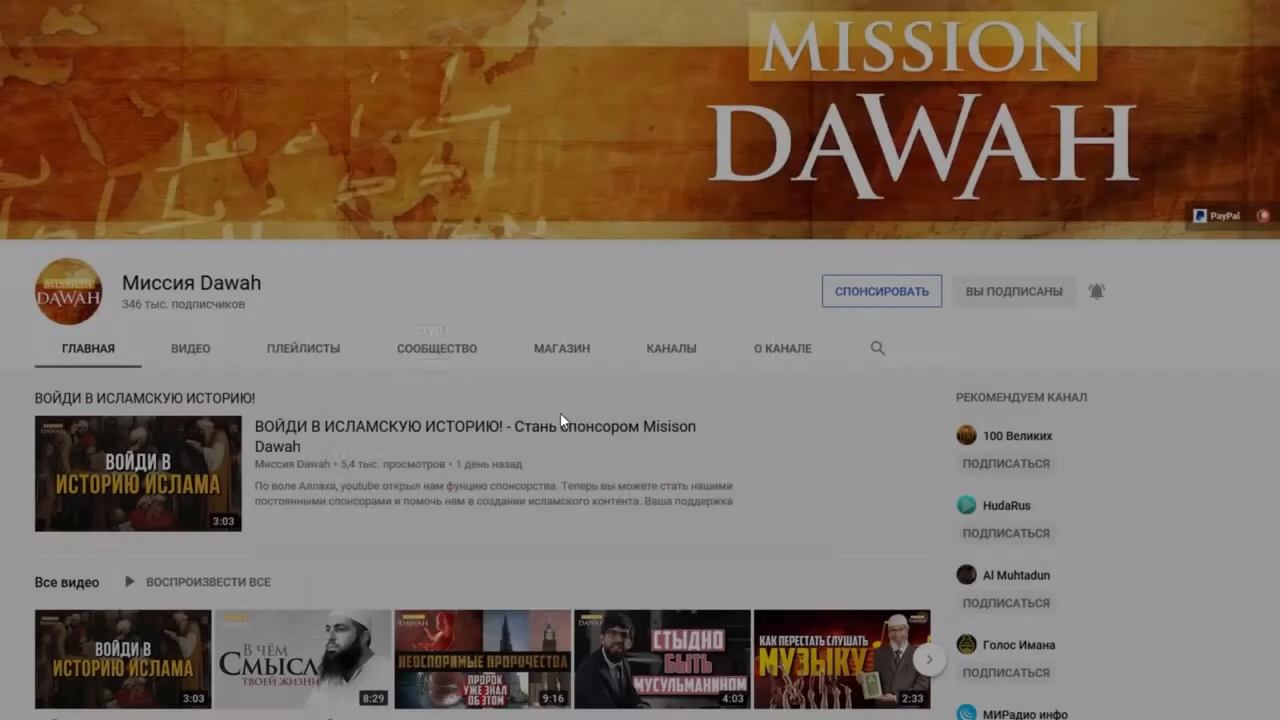 MISSION
DAWAH
PayPal
MISSION
DAWAH
Миссия Dawah
346 тыс. подписчиков
СПОНСИРОВАТЬ
ВЫ ПОДПИСАНЫ
ГЛАВНАЯ
ВИДЕО
ПЛЕЙЛИСТЫ
СООБЩЕСТВО
МАГАЗИН
КАНАЛЫ
О КАНАЛЕ
ВОЙДИ В ИСЛАМСКУЮ ИСТОРИЮ!
ВОЙДИ В
ИСТОРИЮ ИСЛАМА
3:03
ВОЙДИ В ИСЛАМСКУЮ ИСТОРИЮ! - Стань спонсором Misison
Dawah
Миссия Dawah • 5,4 тыс. просмотров • 1 день назад
По воле Аллаха, youtube открыл нам фунцию спонсорства. Теперь вы можете стать нашими
постоянными спонсорами и помочь нам в создании исламского контента. Ваша поддержка
РЕКОМЕНДУЕМ КАНАЛ
100 Великих
ПОДПИСАТЬСЯ
HudaRus
ПОДПИСАТЬСЯ
Al Muhtadun
ПОДПИСАТЬСЯ
Голос Имана
ПОДПИСАТЬСЯ
МИРадио инфо
Все видео
ВОСПРОИЗВЕСТИ ВСЕ
ВОЙДИ В
ИСТОРИЮ ИСЛАМА
3:03
В ЧЁМ
СМЫСЛ
ТВОЕЙ ЖИЗНИ
8:29
DAWAH
НЕОСПОРИМЫЕ ПРОРОЧЕСТВА
ПРОРОК
УЖЕ ЗНАЛ
ОБ ЭТОМ
9:16
DAWAH
СТЫДНО
БЫТЬ
МУСУЛЬМАНИНОМ
4:03
КАК ПЕРЕСТАТЬ СЛУШАТЬ
МУЗЫКУ
2:33